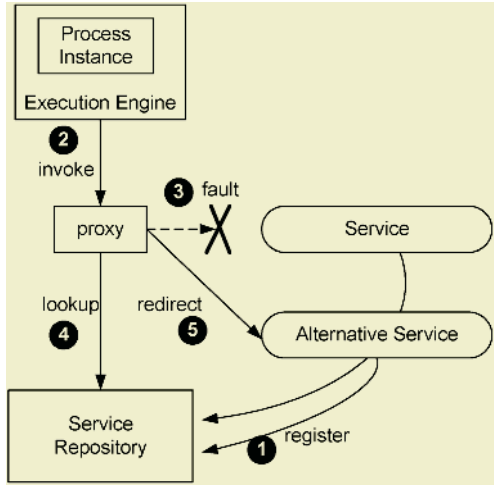 Process
Instance
Execution Engine
2
invoke
3 fault
proxy
Service
lookup
4
redirect
5
Alternative Service
Service
Repository
1 register